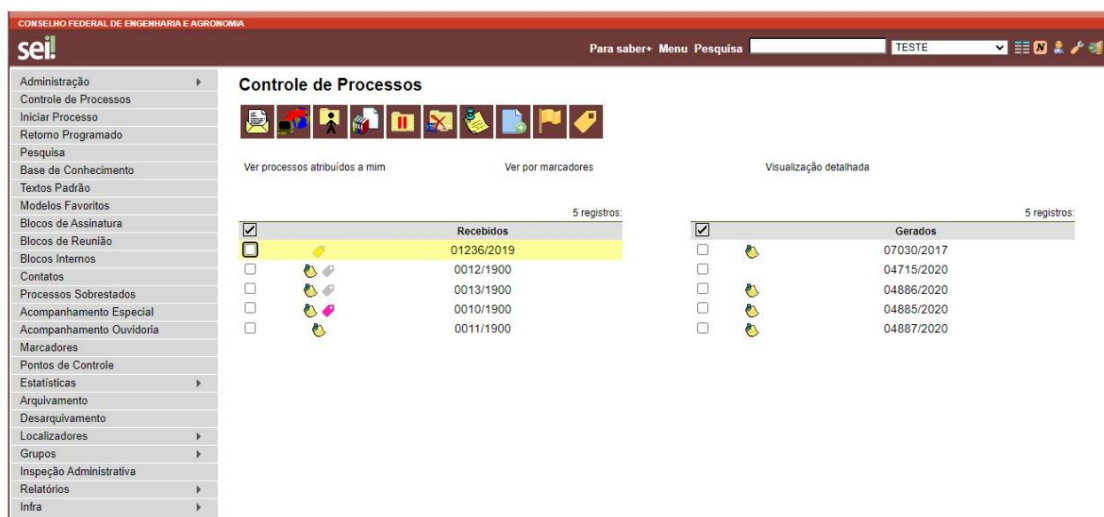 CONSELHO FEDERAL DE ENGENHARIA E AGRONOMIA
sei!
Para saber+ Menu Pesquisa
TESTE
N
Administração
Controle de Processos
Iniciar Processo
Retorno Programado
Pesquisa
Base de Conhecimento
Textos Padrão
Modelos Favoritos
Blocos de Assinatura
Blocos de Reunião
Blocos Internos
Contatos
Processos Sobrestados
Acompanhamento Especial
Acompanhamento Ouvidoria
Marcadores
Pontos de Controle
Estatísticas
Arquivamento
Desarquivamento
Localizadores
Grupos
Inspeção Administrativa
Relatórios
Infra
Controle de Processos
Ver processos atribuídos a mim
Ver por marcadores
Visualização detalhada
5 registros:
Recebidos
01236/2019
0012/1900
0013/1900
0010/1900
0011/1900
5 registros:
Gerados
07030/2017
04715/2020
04886/2020
04885/2020
04887/2020